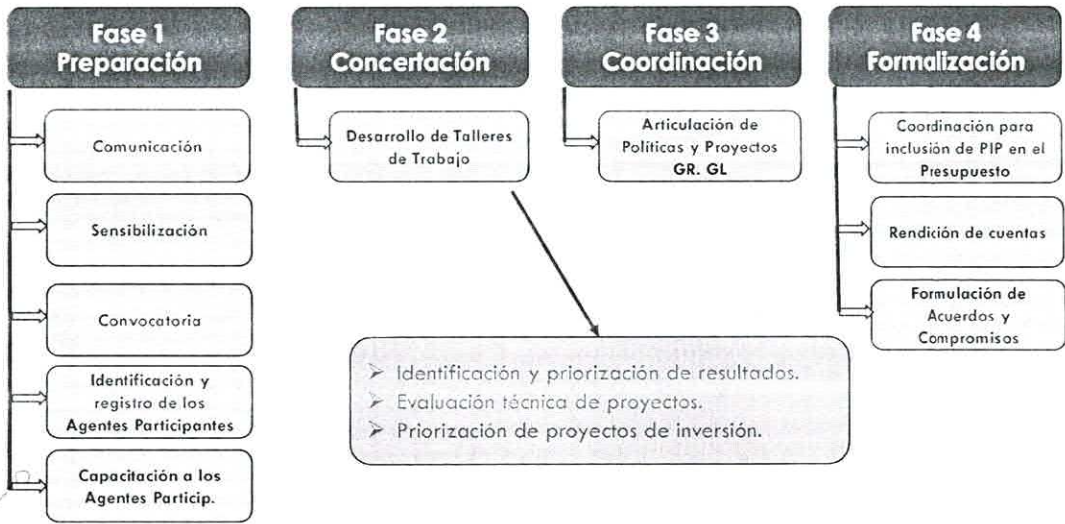 Fase 1
Preparación
Comunicación
Sensibilización
Convocatoria
Identificación y
registro de los
Agentes Participantes
Capacitación a los
Agentes Particip.
Fase 2
Concertación
Desarrollo de Talleres
de Trabajo
➢ Identificación y priorización de resultados.
➢ Evaluación técnica de proyectos.
➢ Priorización de proyectos de inversión.
Fase 3
Coordinación
Articulación de
Políticas y Proyectos
GR. GL
Fase 4
Formalización
Coordinación para
inclusión de PIP en el
Presupuesto
Rendición de cuentas
Formulación de
Acuerdos y
Compromisos